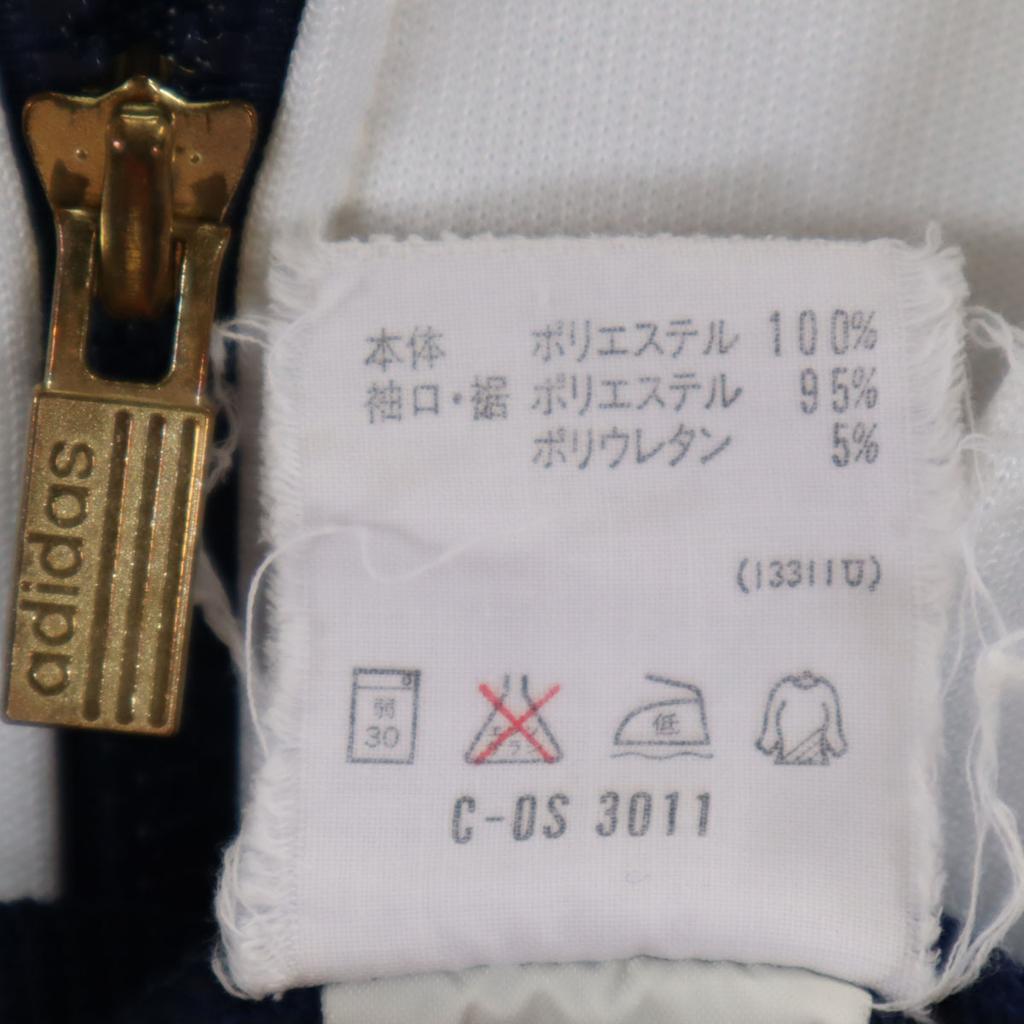 adidas
本体 ポリエステル 100%
袖口・裾 ポリエステル 95%
ポリウレタン 5%
弱
30
低
C-OS 3011